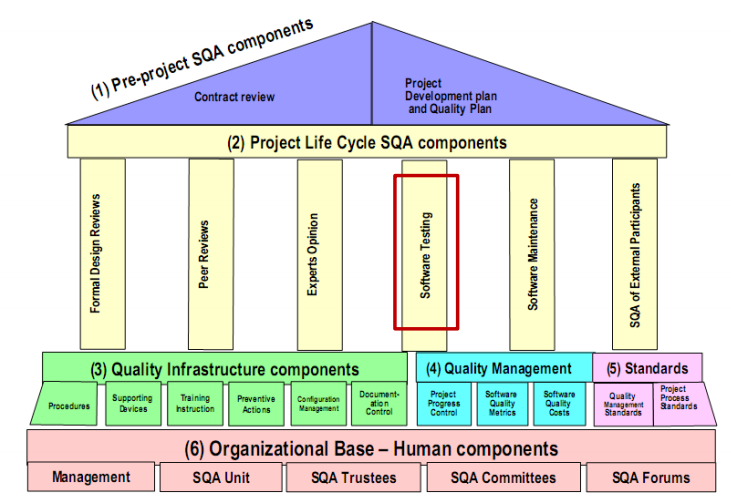 (1) Pre-project SQA components
Contract review
Project
Development plan
and Quality Plan
(2) Project Life Cycle SQA components
Formal Design Reviews
Peer Reviews
Experts Opinion
Software Testing
Software Maintenance
SQA of External Participants
(3) Quality Infrastructure components
(4) Quality Management
(5) Standards
Procedures
Supporting
Devices
Training
Instruction
Preventive
Actions
Configuration
Management
Document-
ation
Control
Project
Progress
Control
Software
Quality
Metrics
Software
Quality
Costs
Quality
Management
Standards
Project
Process
Standards
(6) Organizational Base – Human components
Management
SQA Unit
SQA Trustees
SQA Committees
SQA Forums